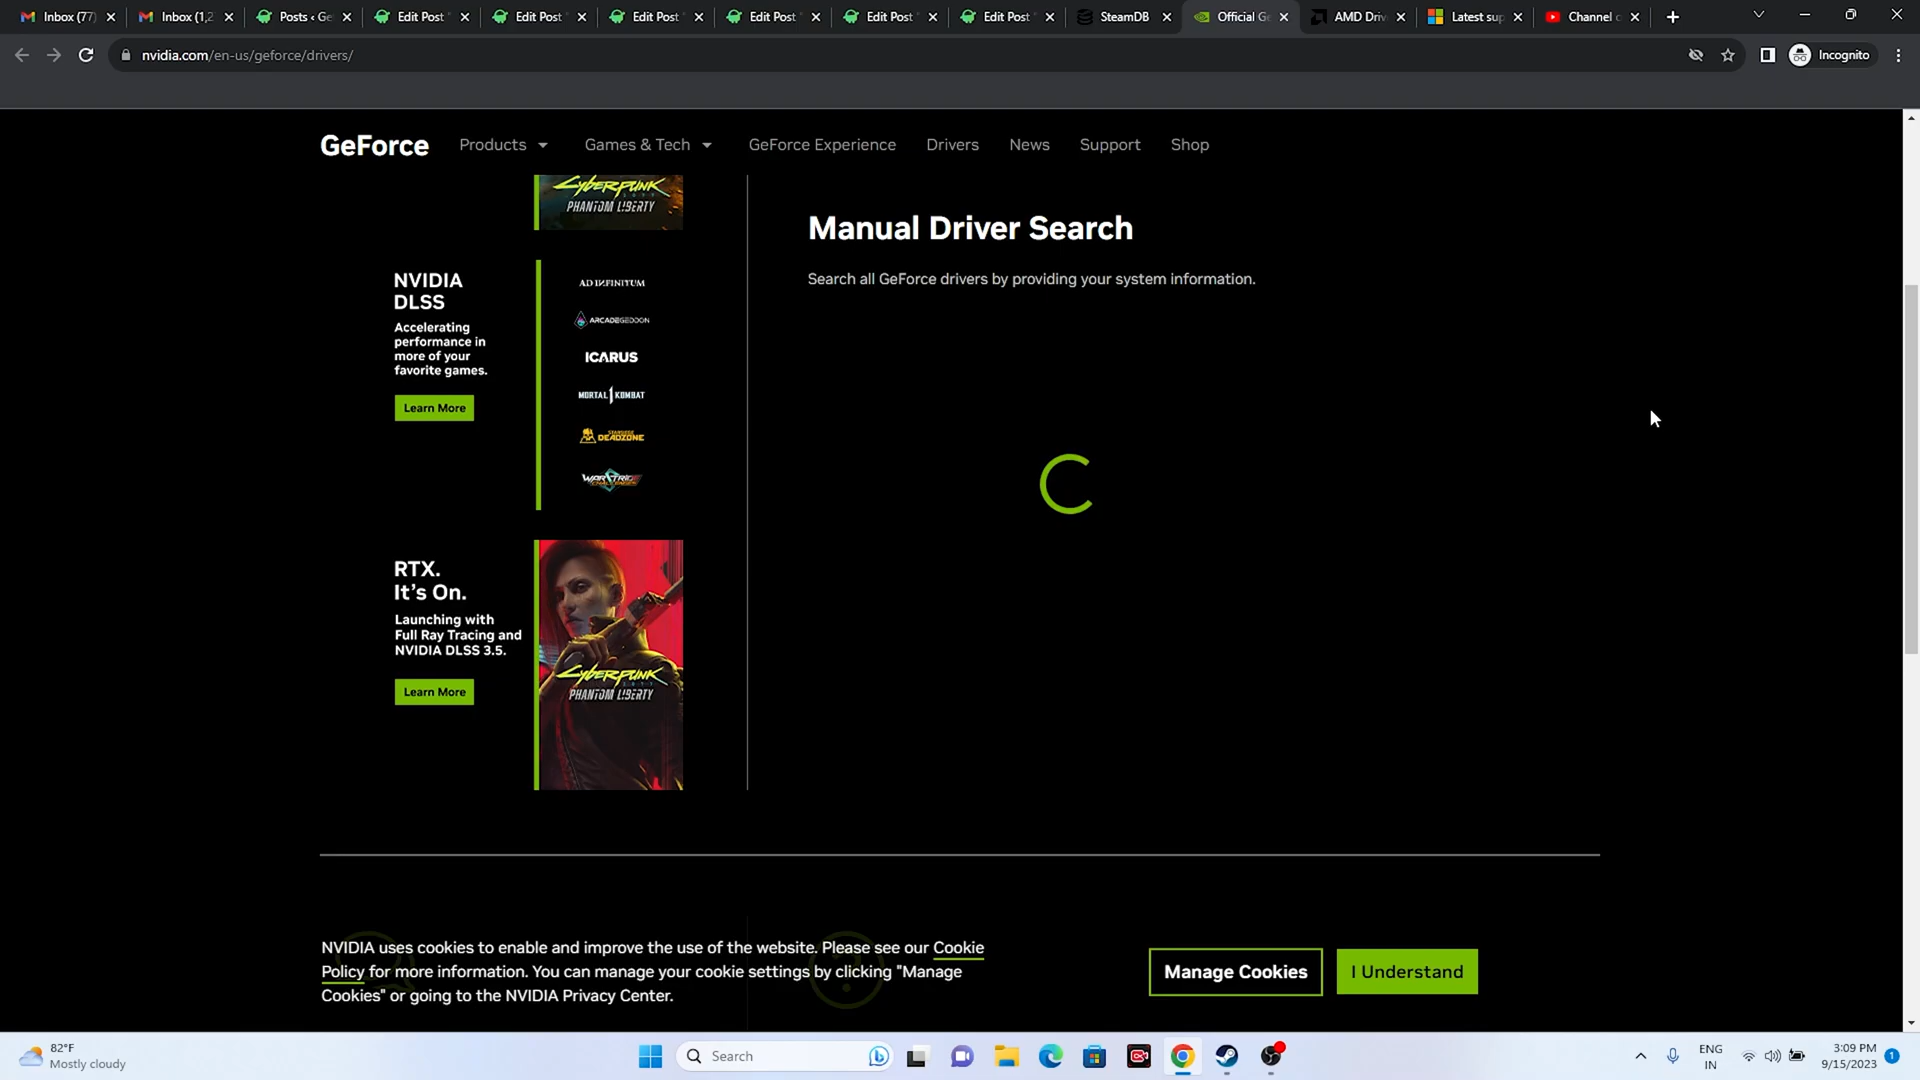 Inbox (77)
Inbox (1,2
Posts ‹ Ge
Edit Post "
Edit Post "
Edit Post "
Edit Post "
Edit Post "
Edit Post "
SteamDB
Official Ge
AMD Driv
Latest sup
Channel c
nvidia.com/en-us/geforce/drivers/
Incognito
GeForce
Products
Games & Tech
GeForce Experience
Drivers
News
Support
Shop
CYBERPUNK
PHANTOM LIBERTY
Manual Driver Search
Search all GeForce drivers by providing your system information.
NVIDIA
DLSS
Accelerating
performance in
more of your
favorite games.
Learn More
AD INFINITUM
ARCADEGEDDON
ICARUS
MORTAL KOMBAT 1
DEADZONE
RTX.
It's On.
Launching with
Full Ray Tracing and
NVIDIA DLSS 3.5.
Learn More
CYBERPUNK
PHANTOM LIBERTY
NVIDIA uses cookies to enable and improve the use of the website. Please see our Cookie
Policy for more information. You can manage your cookie settings by clicking "Manage
Cookies" or going to the NVIDIA Privacy Center.
Manage Cookies
I Understand
82°F
Mostly cloudy
Search
ENG
IN
3:09 PM
9/15/2023
1